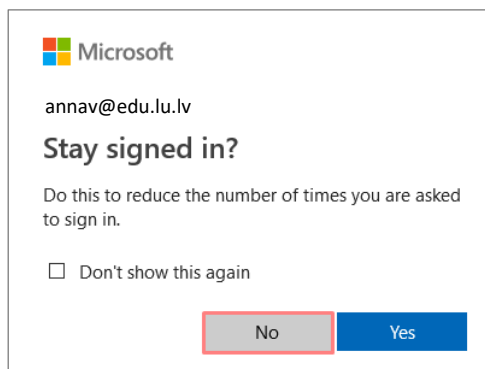 Microsoft
annav@edu.lu.lv
Stay signed in?
Do this to reduce the number of times you are asked
to sign in.
Don't show this again
No
Yes